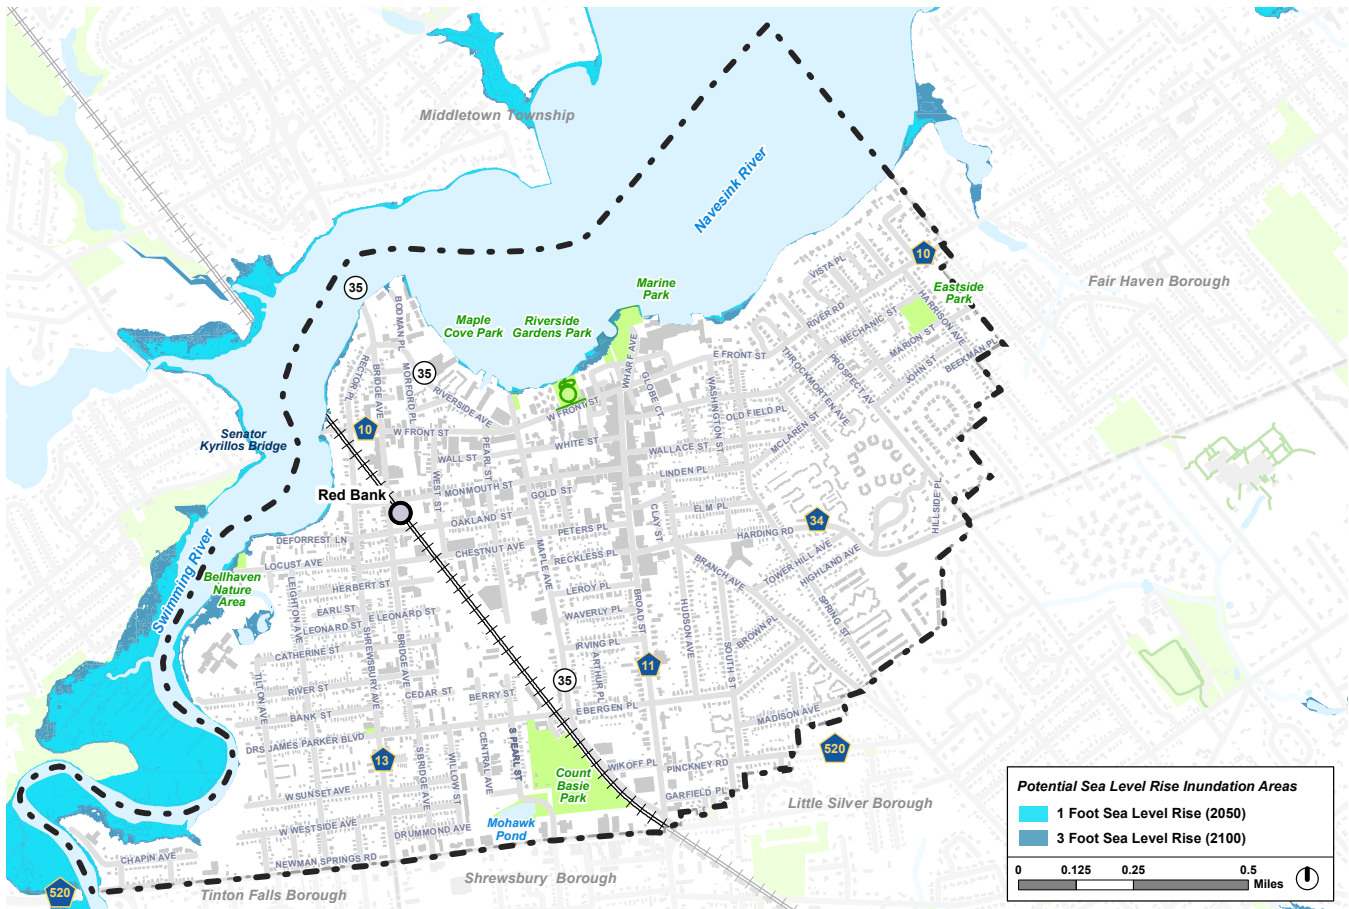 Middletown Township
Navesink River
10
VISTA PL
35
Marine
Park
Fair Haven Borough
Eastside
Park
BODMAN PL
Maple
Cove Park
Riverside
Gardens Park
RIVER RD
MECHANIC ST
HARRISON AVE
MARION ST
BEEKMAN PL
JOHN ST
E FRONT ST
WHARF AVE
GLOBE CT
THROCKMORTEN AVE
PROSPECT AV
RECTOR PL
BRIDGE AVE
MORFORD PL
35
RIVERSIDE AVE
WASHINGTON ST
OLD FIELD PL
W FRONT ST
10
W FRONT ST
Senator
Kyrillos Bridge
WALL ST
PEARL ST
WHITE ST
WALLACE ST
MCLAREN ST
LINDEN PL
WEST ST
MONMOUTH ST
GOLD ST
HILLSIDE PL
Red Bank
OAKLAND ST
PETERS PL
CLAY ST
ELM PL
34
HARDING RD
DEFORREST LN
LOCUST AVE
CHESTNUT AVE
MAPLE AVE
RECKLESS PL
BRANCH AVE
TOWER HILL AVE
HIGHLAND AVE
Swimming River
Bellhaven
Nature
Area
LEIGHTON AVE
HERBERT ST
LEROY PL
EARL ST
E LEONARD ST
WAVERLY PL
BROAD ST
HUDSON AVE
SPRING ST
LEONARD ST
SHREWSBURY AVE
BRIDGE AVE
BROWN PL
CATHERINE ST
IRVING PL
ARTHUR PL
11
SOUTH ST
TILTON AVE
RIVER ST
CEDAR ST
BERRY ST
35
E BERGEN PL
MADISON AVE
BANK ST
DRS JAMES PARKER BLVD
13
S BRIDGE AVE
WILLOW ST
CENTRAL AVE
S PEARL ST
520
WIKOFF PL
PINCKNEY RD
Count
Basie
Park
GARFIELD PL
W SUNSET AVE
Little Silver Borough
Mohawk
Pond
W WESTSIDE AVE
DRUMMOND AVE
CHAPIN AVE
NEWMAN SPRINGS RD
520
Tinton Falls Borough
Shrewsbury Borough
Potential Sea Level Rise Inundation Areas
1 Foot Sea Level Rise (2050)
3 Foot Sea Level Rise (2100)
0 0.125 0.25 0.5
Miles